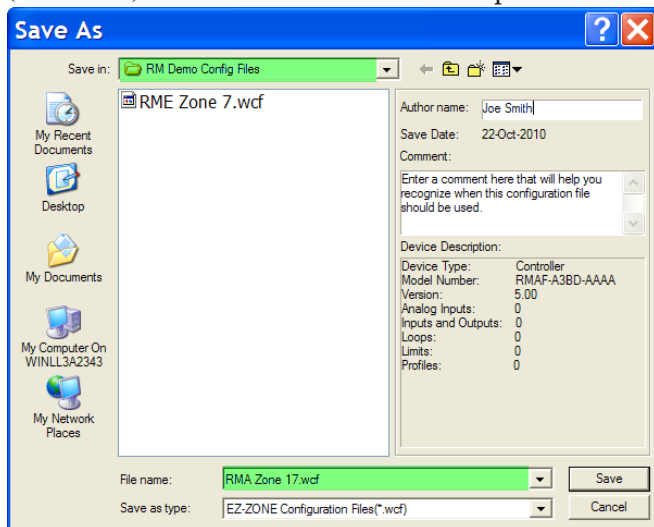 Save As
Save in: RM Demo Config Files
RME Zone 7.wcf
My Recent
Documents
Desktop
My Documents
My Computer On
WINLL3A2343
My Network
Places
Author name: Joe Smith
Save Date: 22-Oct-2010
Comment:
Enter a comment here that will help you
recognize when this configuration file
should be used.
Device Description:
Device Type: Controller
Model Number: RMAF-A3BD-AAAA
Version: 5.00
Analog Inputs: 0
Inputs and Outputs: 0
Loops: 0
Limits: 0
Profiles: 0
File name: RMA Zone 17.wcf
Save
Save as type: EZ-ZONE Configuration Files(*.wcf)
Cancel